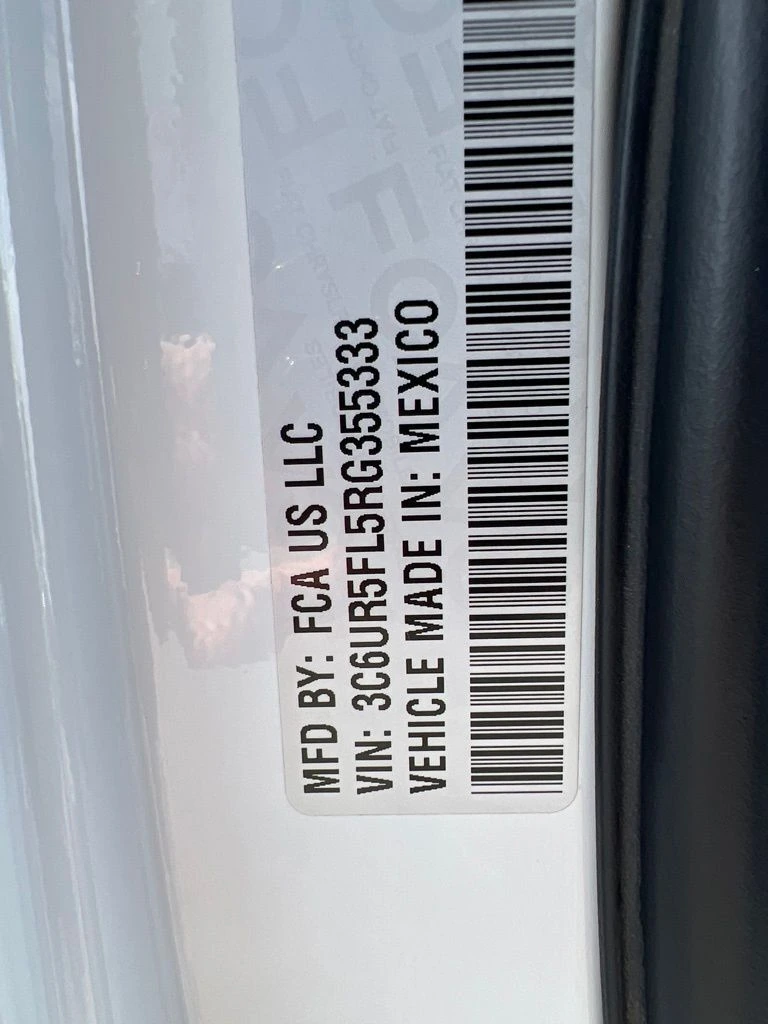 MFD BY: FCA US LLC
VIN: 3C6UR5FL5RG355333
VEHICLE MADE IN: MEXICO